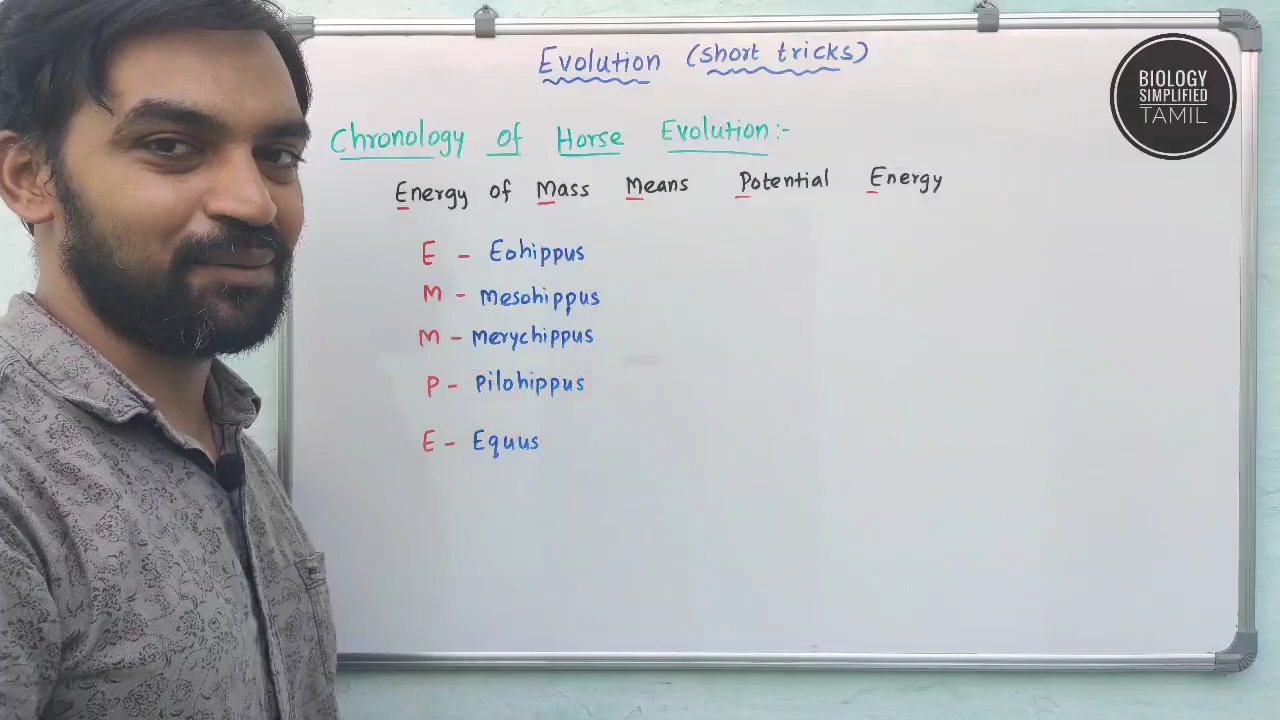 Evolution (short tricks)
BIOLOGY
SIMPLIFIED
TAMIL
Chronology of Horse Evolution:-
Energy of Mass Means Potential Energy
E - Eohippus
M - Mesohippus
M - Merychippus
P - Pilohippus
E - Equus